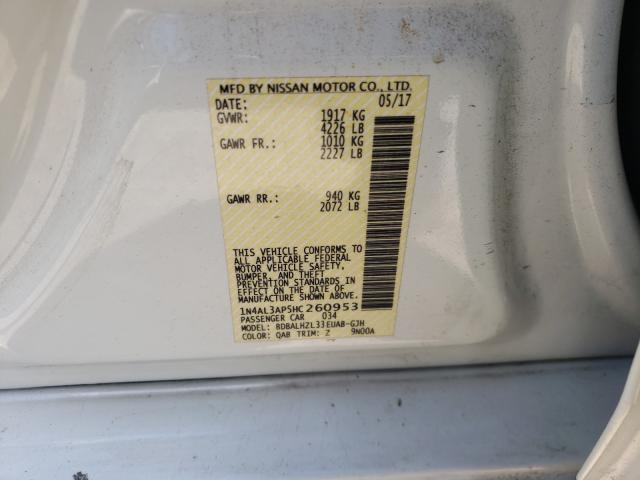 MFD BY NISSAN MOTOR CO., LTD.
DATE: 05/17
GVWR: 1917 KG
4226 LB
GAWR FR.: 1010 KG
2227 LB
GAWR RR.: 940 KG
2072 LB
THIS VEHICLE CONFORMS TO
ALL APPLICABLE FEDERAL
MOTOR VEHICLE SAFETY,
BUMPER, AND THEFT
PREVENTION STANDARDS IN
EFFECT ON THE DATE OF
MANUFACTURE SHOWN ABOVE.
1N4AL3AP5HC260953
PASSENGER CAR 034
MODEL: BDBALHZL33EUAB-GJH
COLOR: QAB TRIM: Z 9N00A